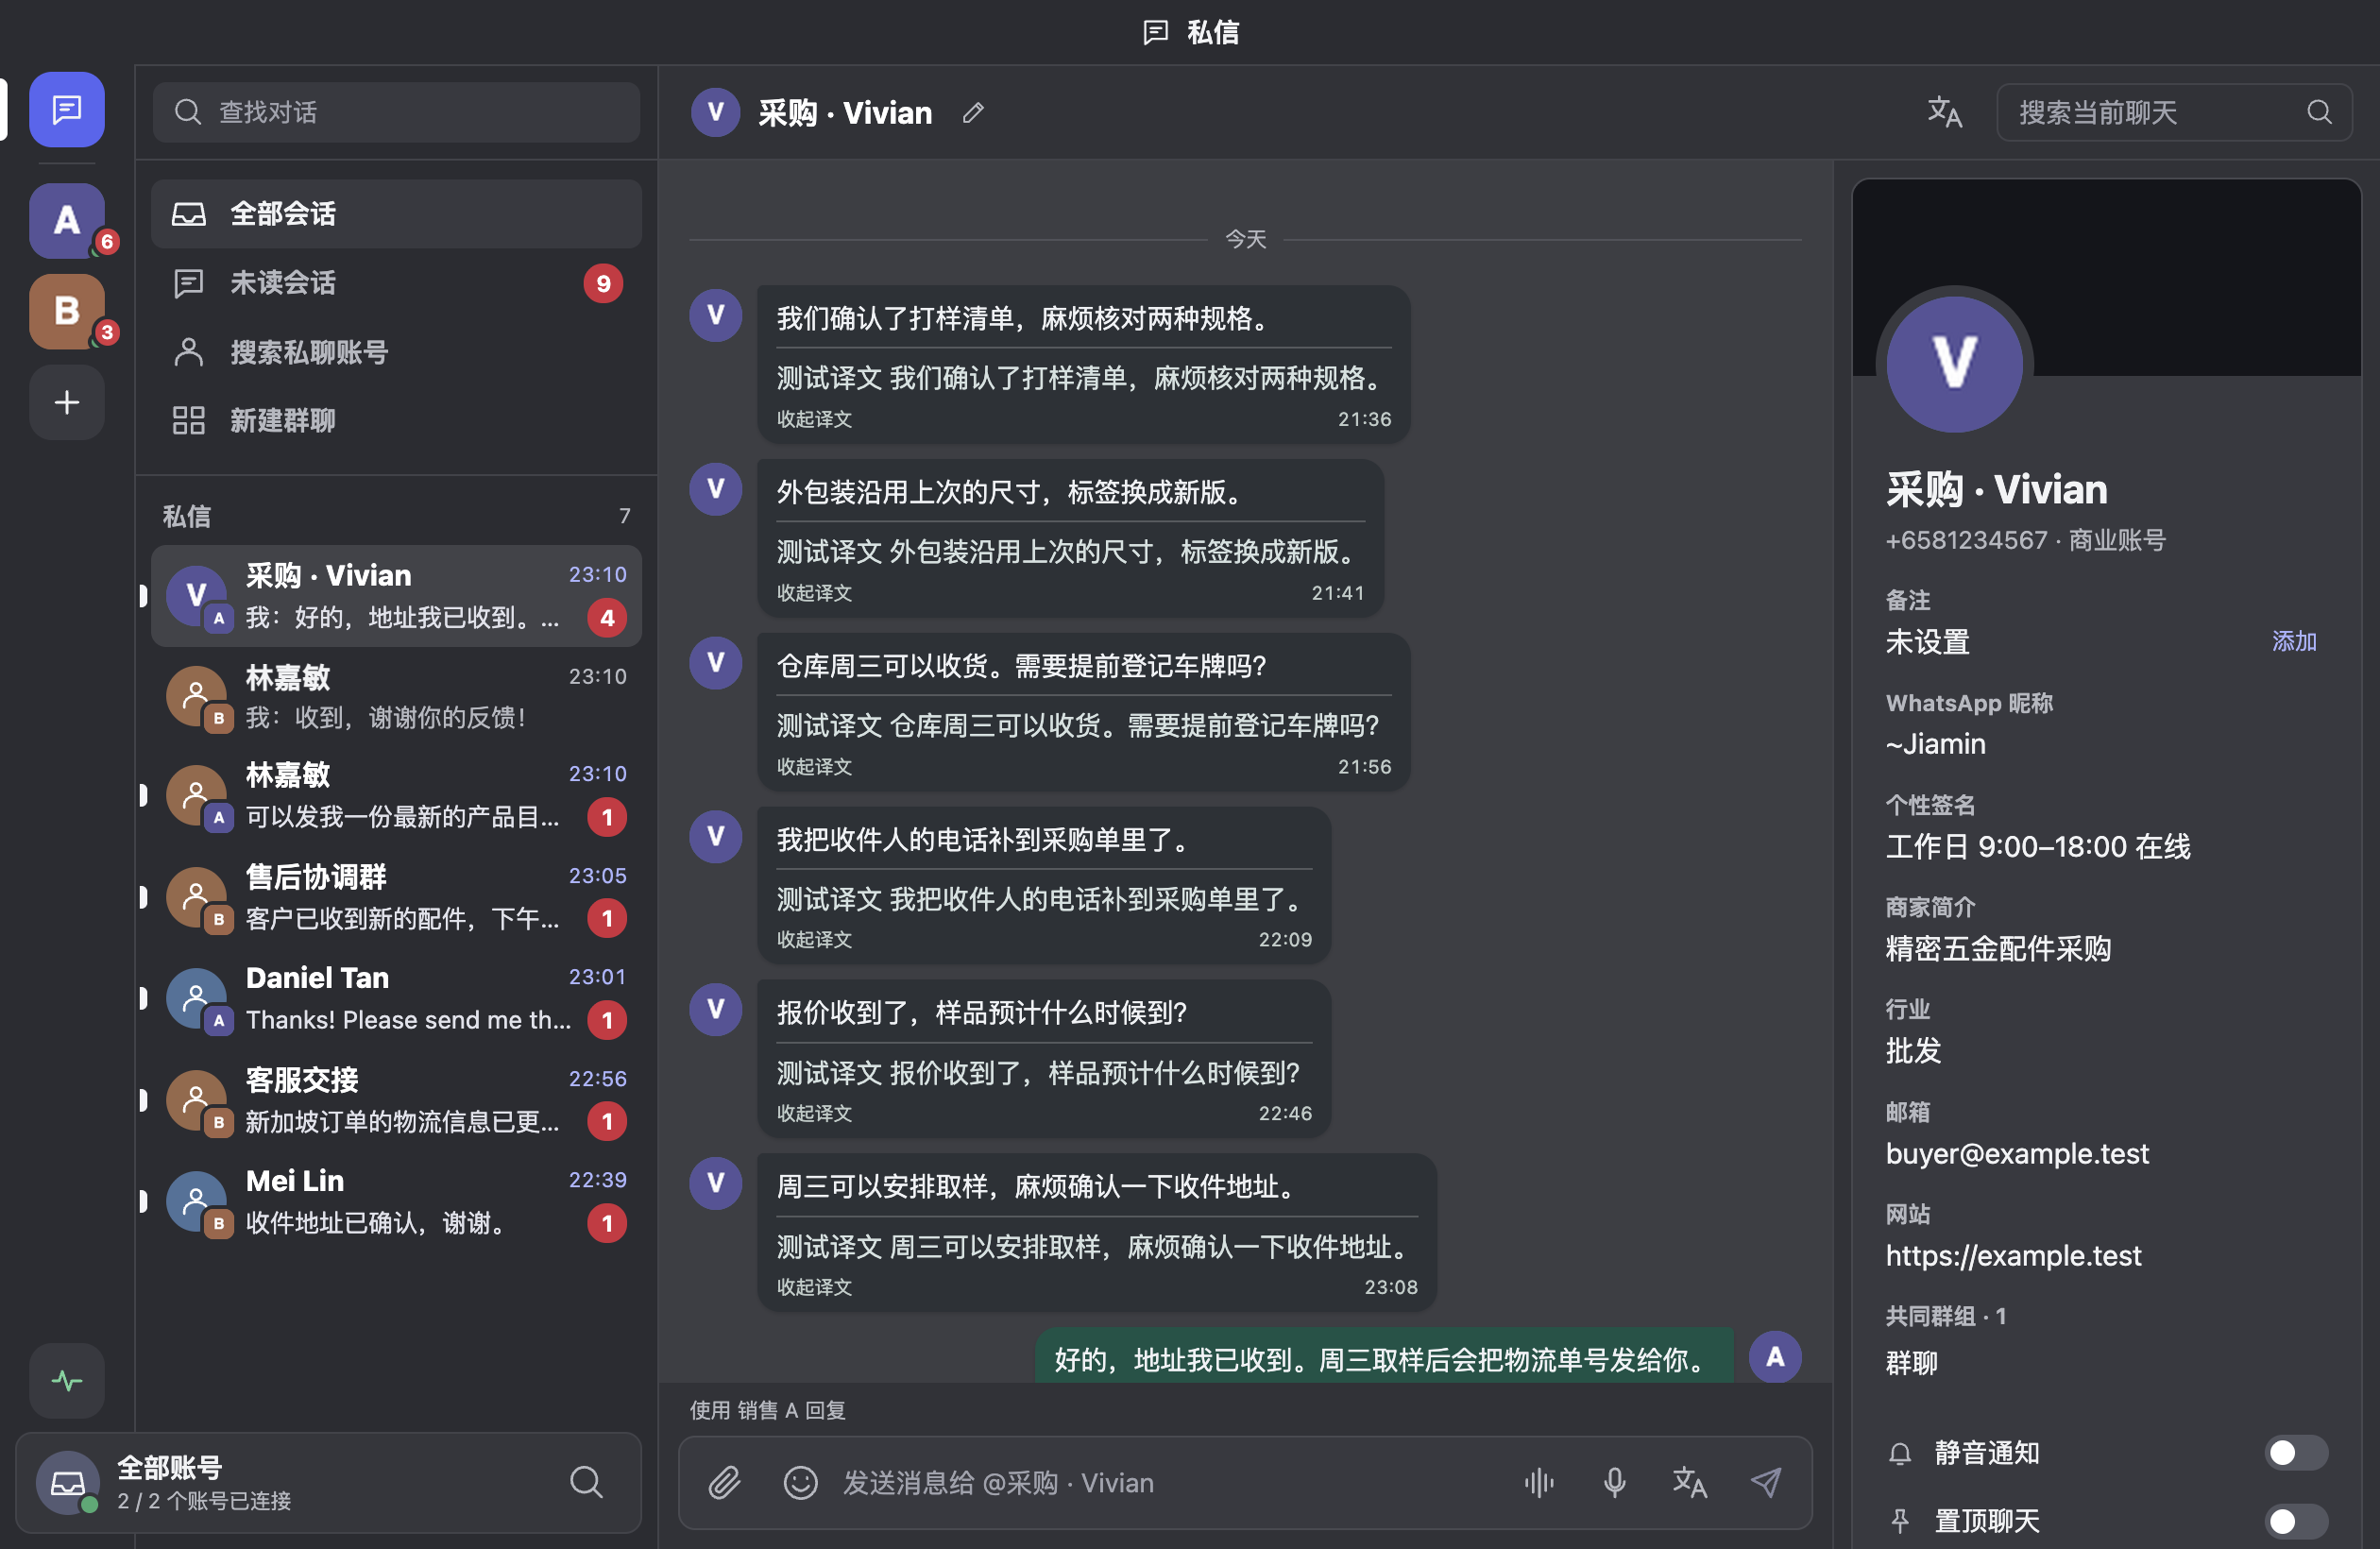 私信
查找对话
A
6
B
3
全部会话
未读会话
9
搜索私聊账号
新建群聊
私信
7
V
A
采购 · Vivian
23:10
我：好的，地址我已收到。...
4
B
林嘉敏
23:10
我：收到，谢谢你的反馈！
A
林嘉敏
23:10
可以发我一份最新的产品目...
1
B
售后协调群
23:05
客户已收到新的配件，下午...
1
A
Daniel Tan
23:01
Thanks! Please send me th...
1
B
客服交接
22:56
新加坡订单的物流信息已更...
1
B
Mei Lin
22:39
收件地址已确认，谢谢。
1
全部账号
2 / 2 个账号已连接
V
采购 · Vivian
文A
搜索当前聊天
今天
V
我们确认了打样清单，麻烦核对两种规格。
测试译文 我们确认了打样清单，麻烦核对两种规格。
收起译文
21:36
V
外包装沿用上次的尺寸，标签换成新版。
测试译文 外包装沿用上次的尺寸，标签换成新版。
收起译文
21:41
V
仓库周三可以收货。需要提前登记车牌吗？
测试译文 仓库周三可以收货。需要提前登记车牌吗？
收起译文
21:56
V
我把收件人的电话补到采购单里了。
测试译文 我把收件人的电话补到采购单里了。
收起译文
22:09
V
报价收到了，样品预计什么时候到？
测试译文 报价收到了，样品预计什么时候到？
收起译文
22:46
V
周三可以安排取样，麻烦确认一下收件地址。
测试译文 周三可以安排取样，麻烦确认一下收件地址。
收起译文
23:08
好的，地址我已收到。周三取样后会把物流单号发给你。
A
使用 销售 A 回复
发送消息给 @采购 · Vivian
文A
V
采购 · Vivian
+6581234567 · 商业账号
备注
未设置
添加
WhatsApp 昵称
~Jiamin
个性签名
工作日 9:00–18:00 在线
商家简介
精密五金配件采购
行业
批发
邮箱
buyer@example.test
网站
https://example.test
共同群组 · 1
群聊
静音通知
置顶聊天